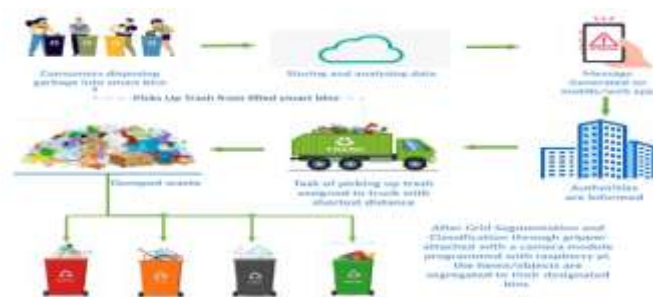 Consumers disposing
garbage into smart bins
Storing and analysing data
Message
Generated on
mobile/web app
Picks Up Trash from filled smart bins
Dumped waste
Task of picking up trash
assigned to truck with
shortest distance
Authorities
are Informed
After Grid Segmentation and
Classification through gripper
attached with a camera module
programmed with raspberry pi
the items/objects are
segregated to their designated
bins